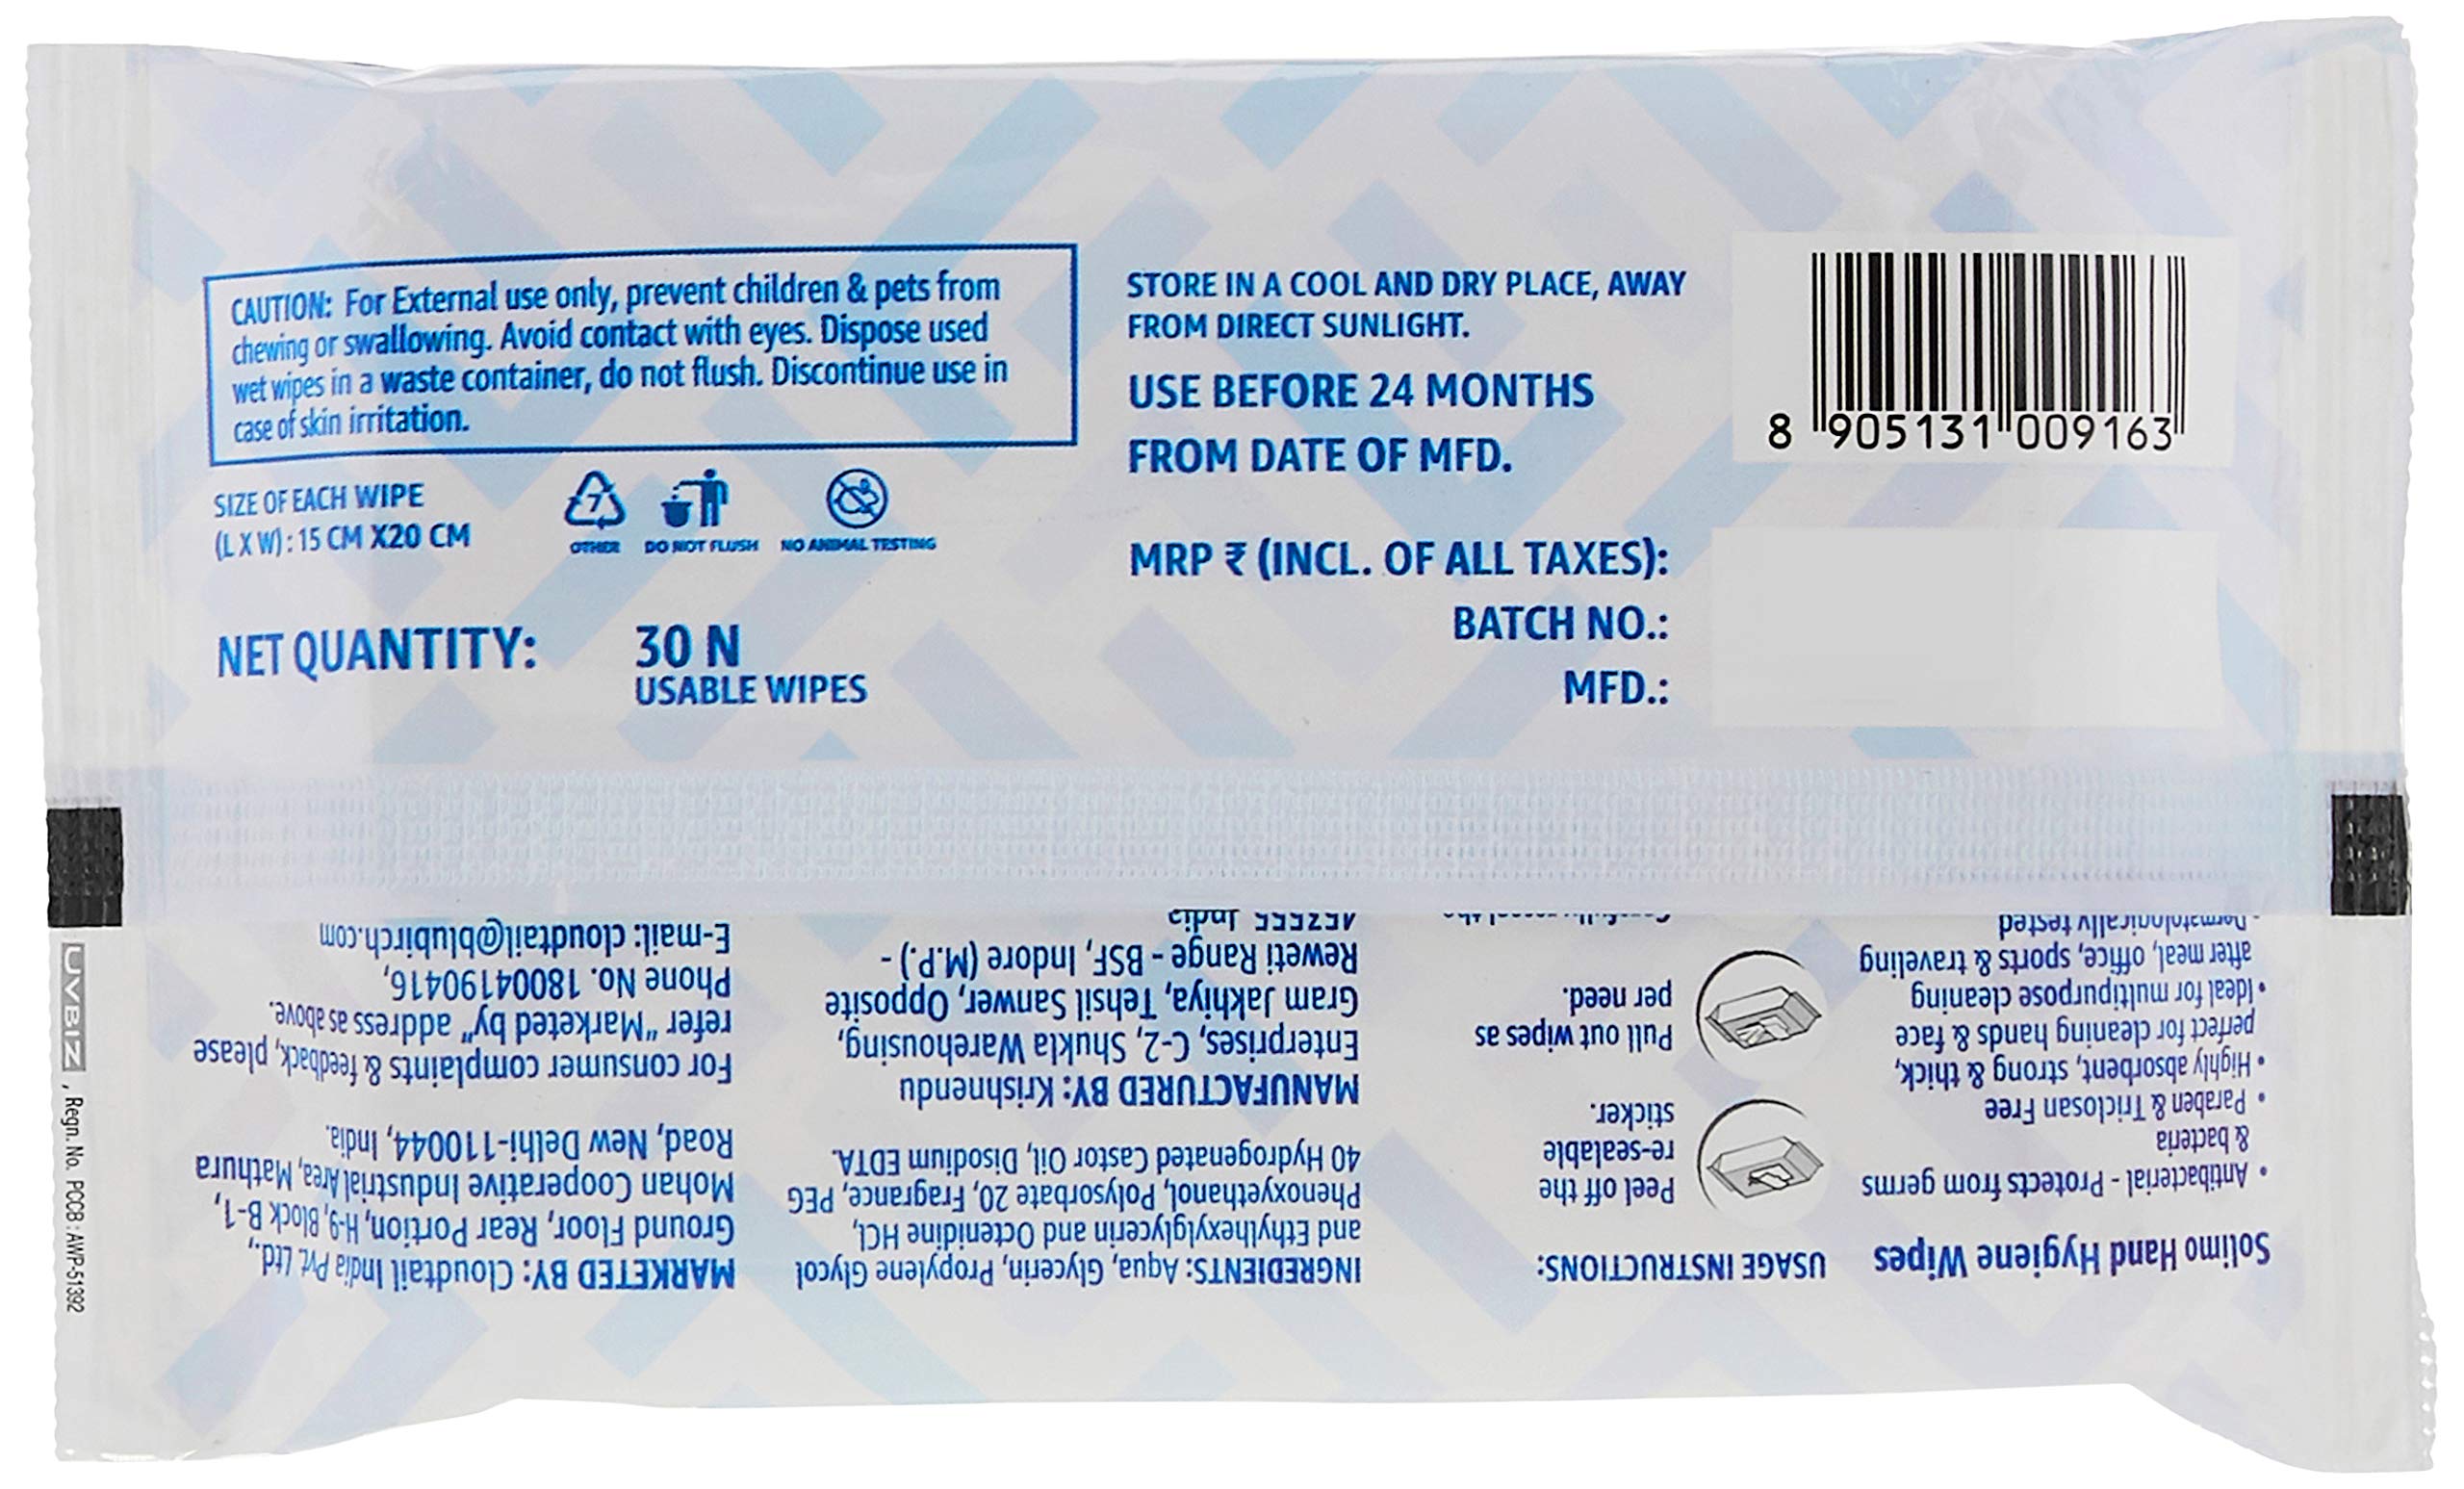 CAUTION: For External use only, prevent children & pets from
chewing or swallowing. Avoid contact with eyes. Dispose used
wet wipes in a waste container, do not flush. Discontinue use in
case of skin irritation.
SIZE OF EACH WIPE
(L X W) : 15 CM X20 CM
7
OTHER
DO NOT FLUSH
NO ANIMAL TESTING
NET QUANTITY:
30 N
USABLE WIPES
STORE IN A COOL AND DRY PLACE, AWAY
FROM DIRECT SUNLIGHT.
USE BEFORE 24 MONTHS
FROM DATE OF MFD.
MRP ₹ (INCL. OF ALL TAXES):
BATCH NO.:
MFD.:
8 905131 009163
Solimo Hand Hygiene Wipes
• Antibacterial - Protects from germs
& bacteria
• Paraben & Triclosan Free
• Highly absorbent, strong & thick,
perfect for cleaning hands & face
• Ideal for multipurpose cleaning
after meal, office, sports & traveling
• Dermatologically tested
USAGE INSTRUCTIONS:
Peel off the
re-sealable
sticker.
Pull out wipes as
per need.
INGREDIENTS: Aqua, Glycerin, Propylene Glycol
and Ethylhexylglycerin and Octenidine HCL,
Phenoxyethanol, Polysorbate 20, Fragrance, PEG
40 Hydrogenated Castor Oil, Disodium EDTA.
MANUFACTURED BY: Krishnendu
Enterprises, C-2, Shukla Warehousing,
Gram Jakhiya, Tehsil Sanwer, Opposite
Reweti Range - BSF, Indore (M.P.) -
India
MARKETED BY: Cloudtail India Pvt. Ltd.,
Ground Floor, Rear Portion, H-9, Block B-1,
Mohan Cooperative Industrial Area, Mathura
Road, New Delhi-110044, India.
For consumer complaints & feedback, please
refer "Marketed by" address as above.
Phone No. 18004190416,
E-mail: cloudtail@blubirch.com
UVBIZ , Regn. No. PCCB : AWP-51392